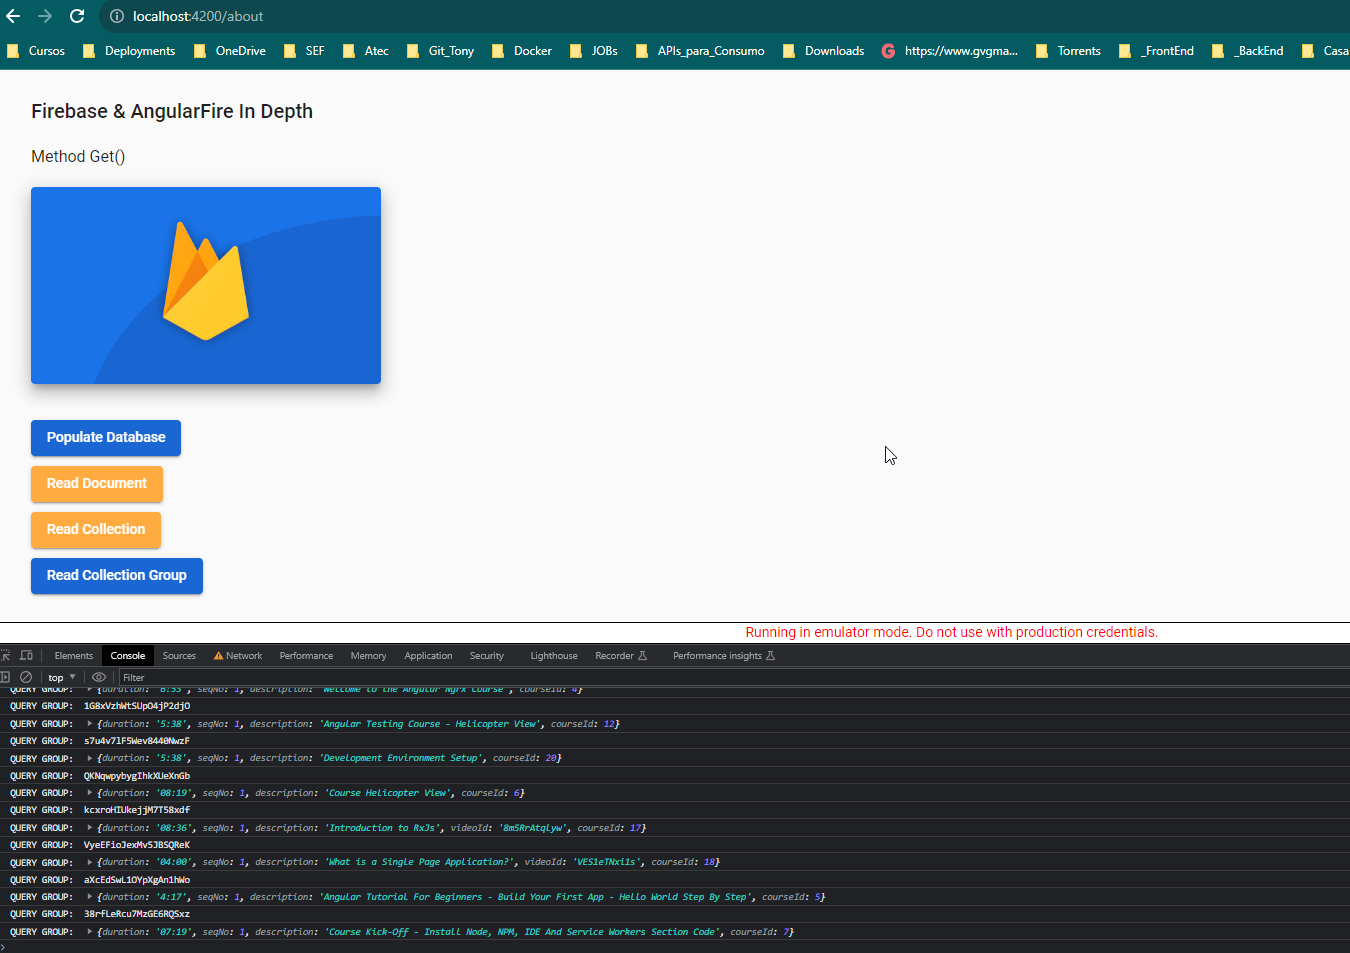 localhost:4200/about
Cursos Deployments OneDrive SEF Atec Git_Tony Docker JOBs APIs_para_Consumo Downloads https://www.gvgma... Torrents _FrontEnd _BackEnd Casa
Firebase & AngularFire In Depth
Method Get()
Populate Database
Read Document
Read Collection
Read Collection Group
Running in emulator mode. Do not use with production credentials.
Elements Console Sources Network Performance Memory Application Security Lighthouse Recorder Performance insights
top Filter
QUERY GROUP: {duration: '6:53', seqNo: 1, description: 'Welcome to the Angular Ngrx Course', courseId: 4}
QUERY GROUP: 1G8xVzhWtSUpO4jP2djO
QUERY GROUP: {duration: '5:38', seqNo: 1, description: 'Angular Testing Course - Helicopter View', courseId: 12}
QUERY GROUP: s7u4v7lF5Wev8440NwzF
QUERY GROUP: {duration: '5:38', seqNo: 1, description: 'Development Environment Setup', courseId: 20}
QUERY GROUP: QKNqwpybygIhkXUeXnGb
QUERY GROUP: {duration: '08:19', seqNo: 1, description: 'Course Helicopter View', courseId: 6}
QUERY GROUP: kcxroHIUkejjM7T58xdf
QUERY GROUP: {duration: '08:36', seqNo: 1, description: 'Introduction to RxJs', videoId: '8m5RrAtqlyw', courseId: 17}
QUERY GROUP: VyeEFioJexMv5JBSQReK
QUERY GROUP: {duration: '04:00', seqNo: 1, description: 'What is a Single Page Application?', videoId: 'VES1eTNxi1s', courseId: 18}
QUERY GROUP: aXcEdSwL1OYpXgAn1hWo
QUERY GROUP: {duration: '4:17', seqNo: 1, description: 'Angular Tutorial For Beginners - Build Your First App - Hello World Step By Step', courseId: 5}
QUERY GROUP: 38rfLeRcu7MzGE6RQSxz
QUERY GROUP: {duration: '07:19', seqNo: 1, description: 'Course Kick-Off - Install Node, NPM, IDE And Service Workers Section Code', courseId: 7}